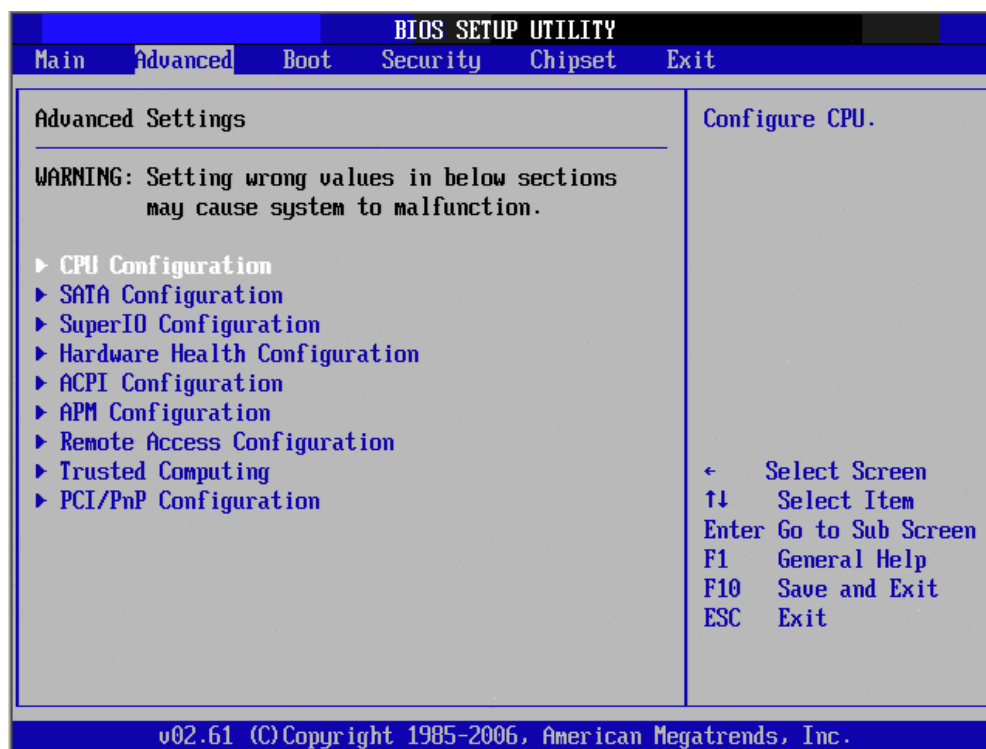 BIOS SETUP UTILITY
Main Advanced Boot Security Chipset Exit
Advanced Settings
WARNING: Setting wrong values in below sections
may cause system to malfunction.
▶ CPU Configuration
▶ SATA Configuration
▶ SuperIO Configuration
▶ Hardware Health Configuration
▶ ACPI Configuration
▶ APM Configuration
▶ Remote Access Configuration
▶ Trusted Computing
▶ PCI/PnP Configuration
Configure CPU.
← Select Screen
↑↓ Select Item
Enter Go to Sub Screen
F1 General Help
F10 Save and Exit
ESC Exit
v02.61 (C)Copyright 1985-2006, American Megatrends, Inc.